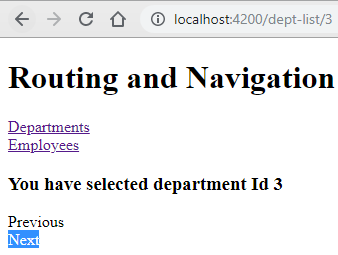 localhost:4200/dept-list/3
Routing and Navigation
Departments
Employees
You have selected department Id 3
Previous
Next